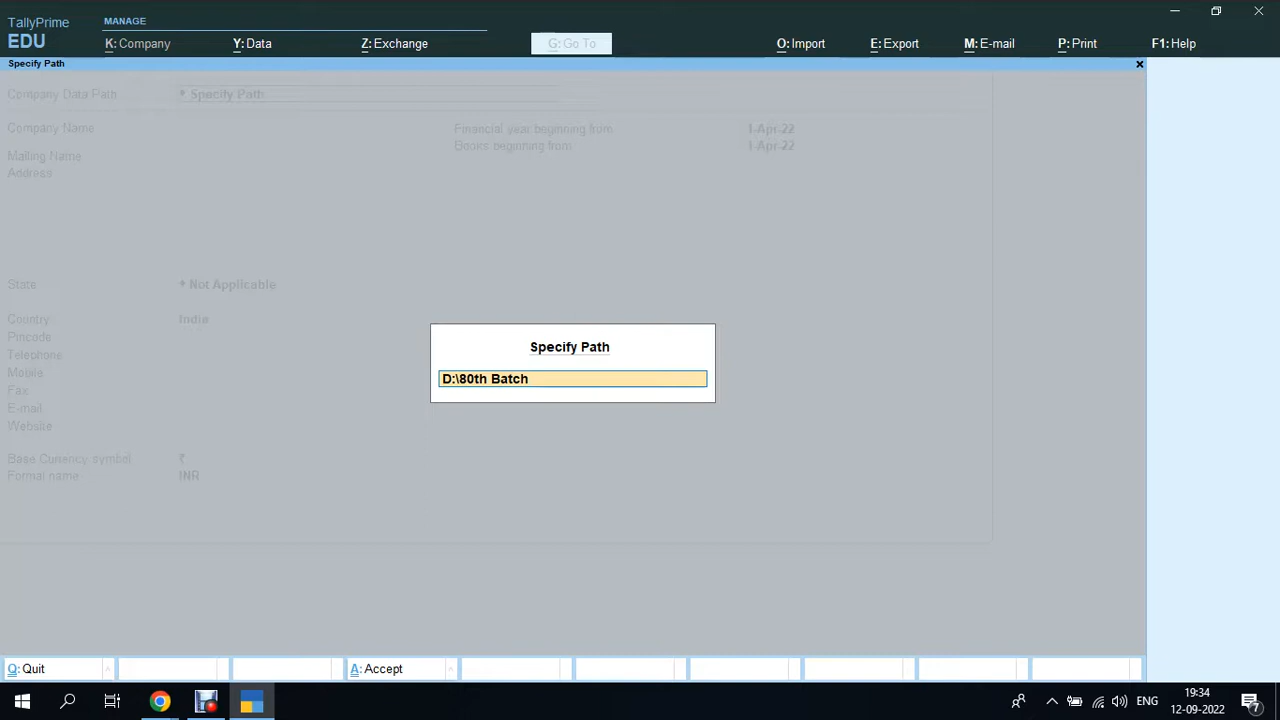 TallyPrime
EDU
MANAGE
K: Company
Y: Data
Z: Exchange
G: Go To
O: Import
E: Export
M: E-mail
P: Print
F1: Help
Specify Path
x
Company Data Path
Specify Path
Company Name
Financial year beginning from
1-Apr-22
Books beginning from
1-Apr-22
Mailing Name
Address
State
Not Applicable
Country
India
Pincode
Telephone
Mobile
Fax
E-mail
Website
Base Currency symbol
₹
Formal name
INR
Specify Path
D:\80th Batch
Q: Quit
A: Accept
ENG
19:34
12-09-2022
7